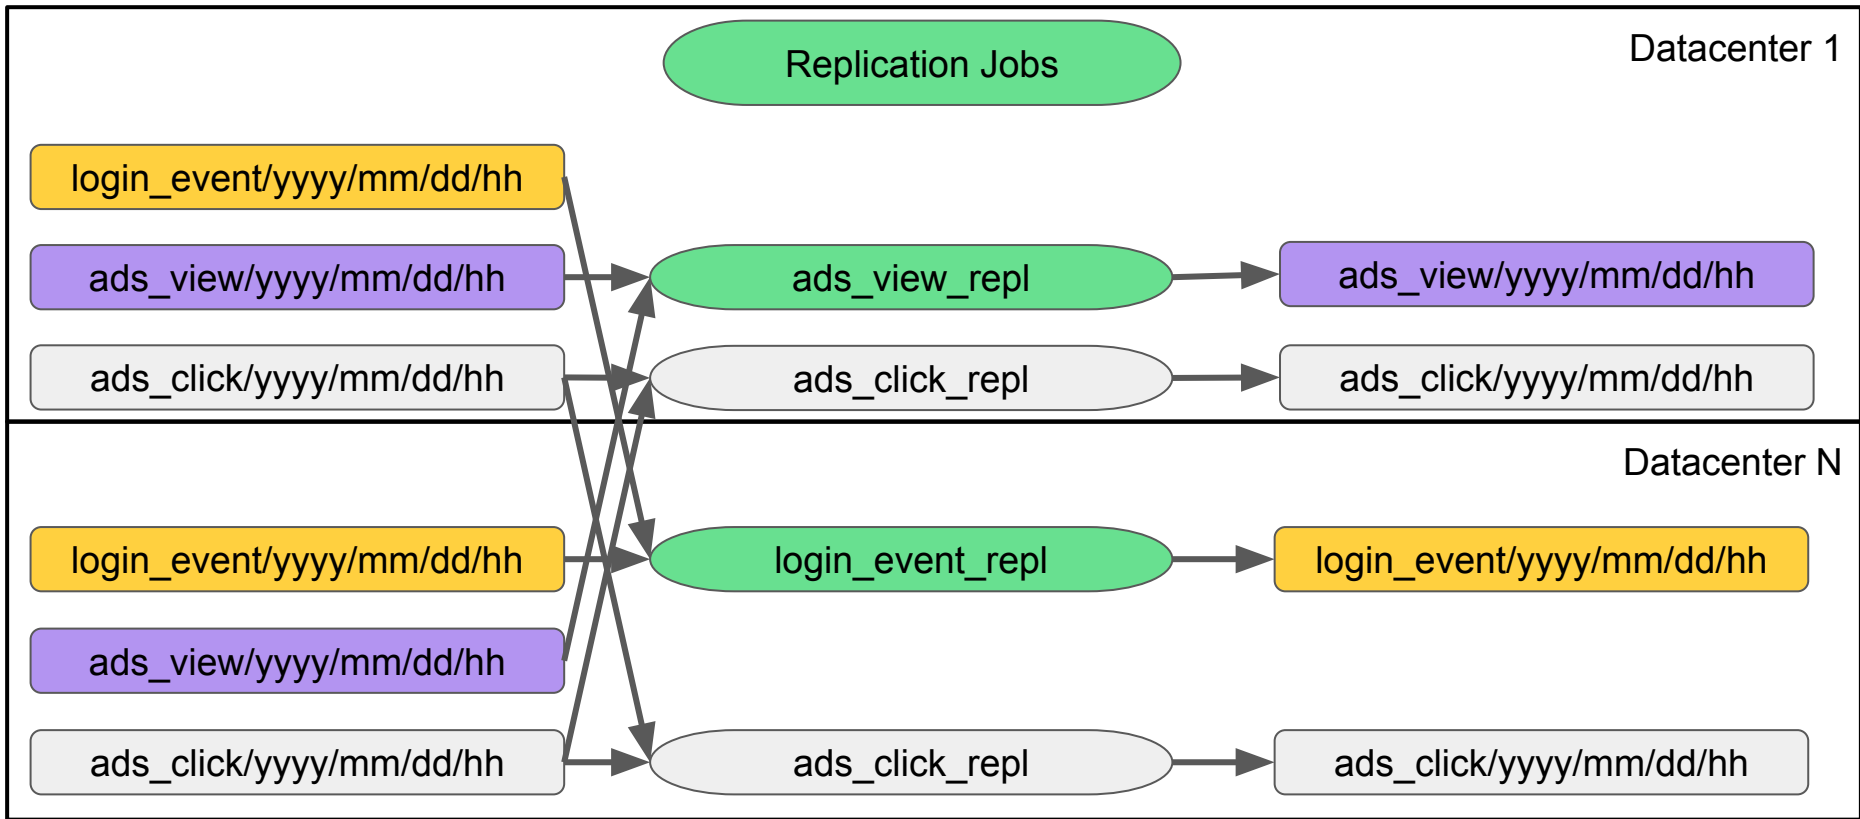 Replication Jobs
Datacenter 1
login_event/yyyy/mm/dd/hh
ads_view/yyyy/mm/dd/hh
ads_view_repl
ads_view/yyyy/mm/dd/hh
ads_click/yyyy/mm/dd/hh
ads_click_repl
ads_click/yyyy/mm/dd/hh
Datacenter N
login_event/yyyy/mm/dd/hh
login_event_repl
login_event/yyyy/mm/dd/hh
ads_view/yyyy/mm/dd/hh
ads_click/yyyy/mm/dd/hh
ads_click_repl
ads_click/yyyy/mm/dd/hh